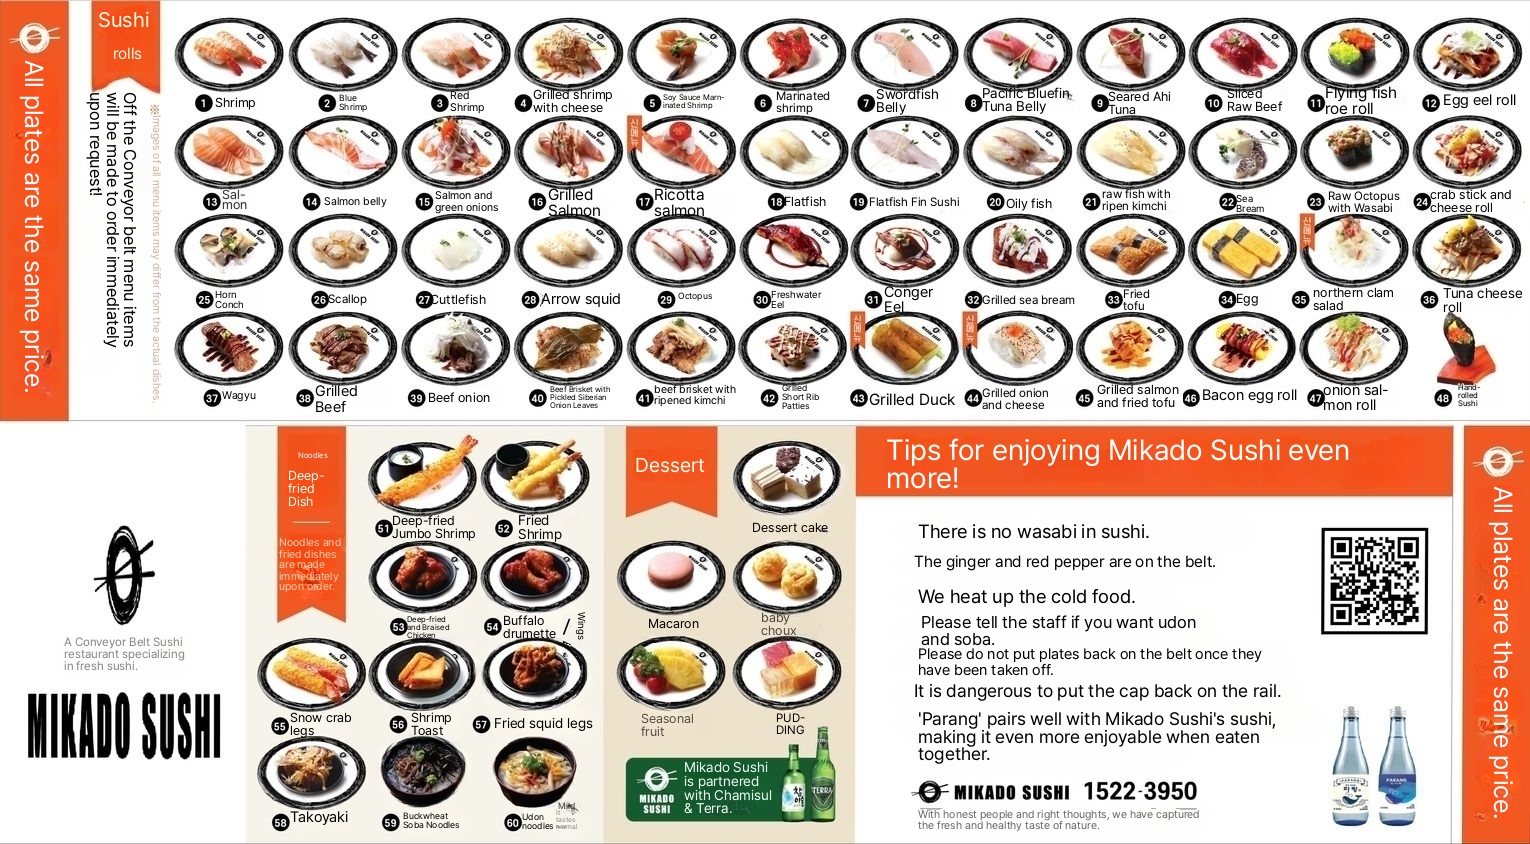 All plates are the same price.
Sushi
rolls
Off the Conveyor belt menu items
will be made to order immediately
upon request!
※Images of all menu items may differ from the actual dishes.
1 Shrimp
2 Blue
Shrimp
3 Red
Shrimp
4 Grilled shrimp
with cheese
5 Soy Sauce Marn-
inated Shrimp
6 Marinated
shrimp
7 Swordfish
Belly
8 Pacific Bluefin
Tuna Belly
9 Seared Ahi
Tuna
10 Sliced
Raw Beef
11 Flying fish
roe roll
12 Egg eel roll
13 Sal-
mon
14 Salmon belly
15 Salmon and
green onions
16 Grilled
Salmon
17 Ricotta
salmon
18 Flatfish
19 Flatfish Fin Sushi
20 Oily fish
21 raw fish with
ripen kimchi
22 Sea
Bream
23 Raw Octopus
with Wasabi
24 crab stick and
cheese roll
25 Horn
Conch
26 Scallop
27 Cuttlefish
28 Arrow squid
29 Octopus
30 Freshwater
Eel
31 Conger
Eel
32 Grilled sea bream
33 Fried
tofu
34 Egg
35 northern clam
salad
36 Tuna cheese
roll
37 Wagyu
38 Grilled
Beef
39 Beef onion
40 Beef Brisket with
Pickled Siberian
Onion Leaves
41 beef brisket with
ripened kimchi
42 Grilled
Short Rib
Patties
43 Grilled Duck
44 Grilled onion
and cheese
45 Grilled salmon
and fried tofu
46 Bacon egg roll
47 onion sal-
mon roll
48 Hand-
rolled
Sushi
A Conveyor Belt Sushi
restaurant specializing
in fresh sushi.
MIKADO SUSHI
Noodles
Deep-
fried
Dish
Noodles and
fried dishes
are made
immediately
upon order.
51 Deep-fried
Jumbo Shrimp
52 Fried
Shrimp
53 Deep-fried
and Braised
Chicken
54 Buffalo
drumette / Wings
55 Snow crab
legs
56 Shrimp
Toast
57 Fried squid legs
58 Takoyaki
59 Buckwheat
Soba Noodles
60 Udon
noodles
Mild
It
tastes
normal
Dessert
Dessert cake
Macaron
baby
choux
Seasonal
fruit
PUD-
DING
MIKADO
SUSHI
Mikado Sushi
is partnered
with Chamisul
& Terra.
TERRA
Tips for enjoying Mikado Sushi even
more!
There is no wasabi in sushi.
The ginger and red pepper are on the belt.
We heat up the cold food.
Please tell the staff if you want udon
and soba.
Please do not put plates back on the belt once they
have been taken off.
It is dangerous to put the cap back on the rail.
'Parang' pairs well with Mikado Sushi's sushi,
making it even more enjoyable when eaten
together.
MIKADO SUSHI 1522-3950
With honest people and right thoughts, we have captured
the fresh and healthy taste of nature.
PARANG
All plates are the same price.